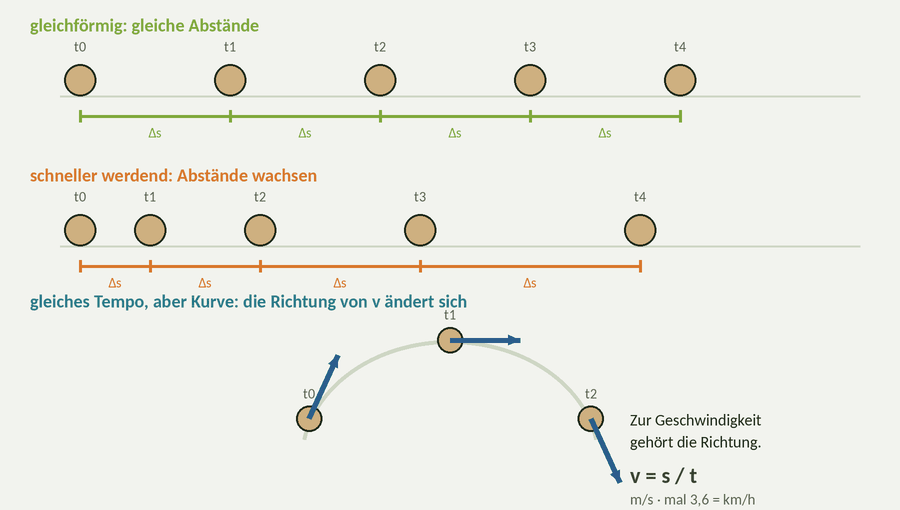 gleichförmig: gleiche Abstände
t0 t1 t2 t3 t4
Δs Δs Δs Δs
schneller werdend: Abstände wachsen
t0 t1 t2 t3 t4
Δs Δs Δs Δs
gleiches Tempo, aber Kurve: die Richtung von v ändert sich
t1
t0 t2
Zur Geschwindigkeit
gehört die Richtung.
v = s / t
m/s · mal 3,6 = km/h